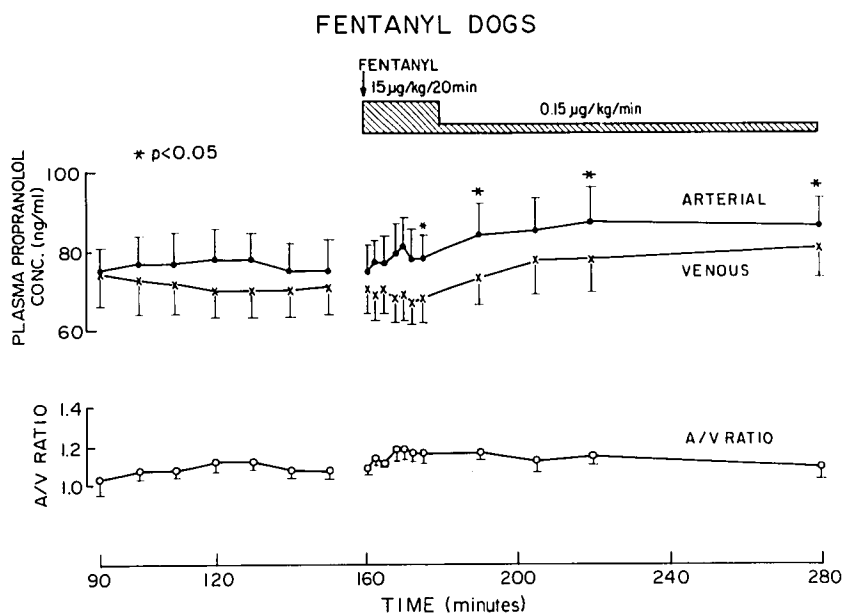 FENTANYL DOGS
FENTANYL
15 µg/kg/20min
0.15 µg/kg/min
* p<0.05
*
*
*
*
PLASMA PROPRANOLOL
CONC. (ng/ml)
100
80
60
ARTERIAL
VENOUS
A/V RATIO
1.4
1.2
1.0
A/V RATIO
90
120
160
200
240
280
TIME (minutes)